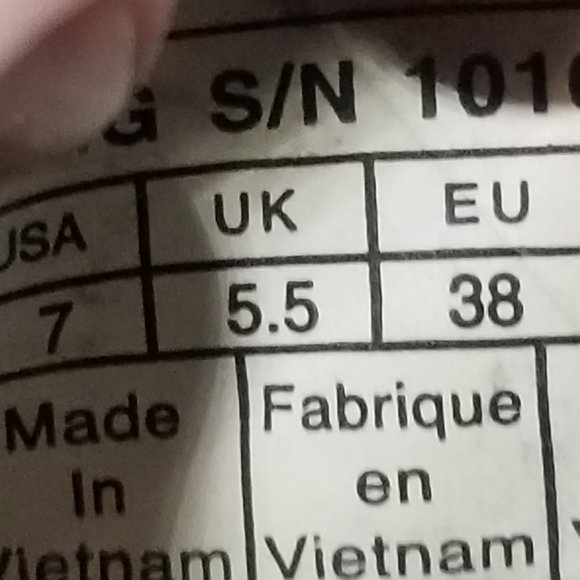 G S/N 101
USA UK EU
7 5.5 38
Made Fabrique
In en
Vietnam Vietnam